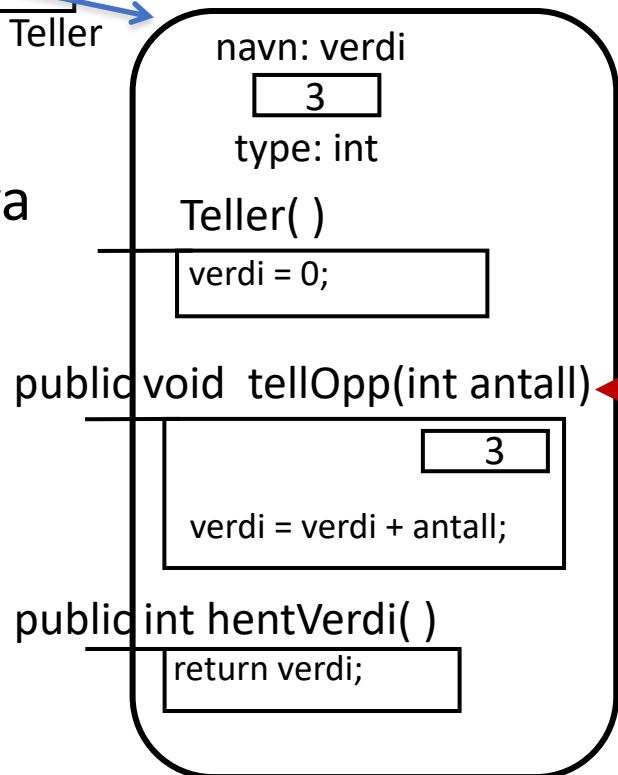 Teller
navn: verdi
3
type: int
a
Teller( )
verdi = 0;
public void tellOpp(int antall)
3
verdi = verdi + antall;
public int hentVerdi( )
return verdi;